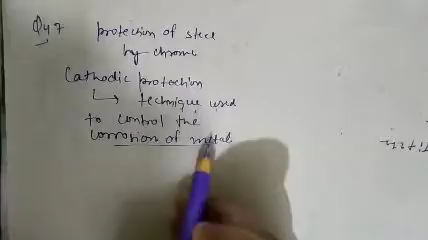 Q47 protection of steel
by chrome
Cathodic protection
↳ technique used
to control the
corrosion of metal